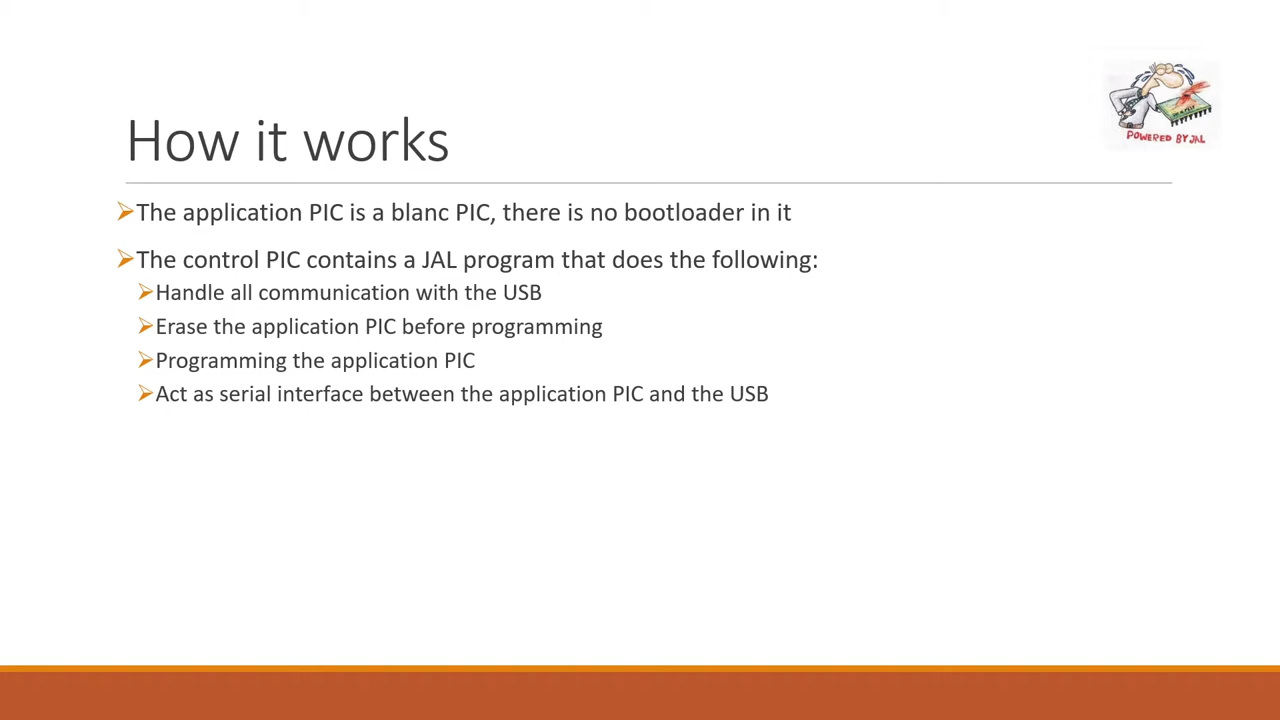 How it works
POWERED BY JAL
The application PIC is a blanc PIC, there is no bootloader in it
The control PIC contains a JAL program that does the following:
Handle all communication with the USB
Erase the application PIC before programming
Programming the application PIC
Act as serial interface between the application PIC and the USB